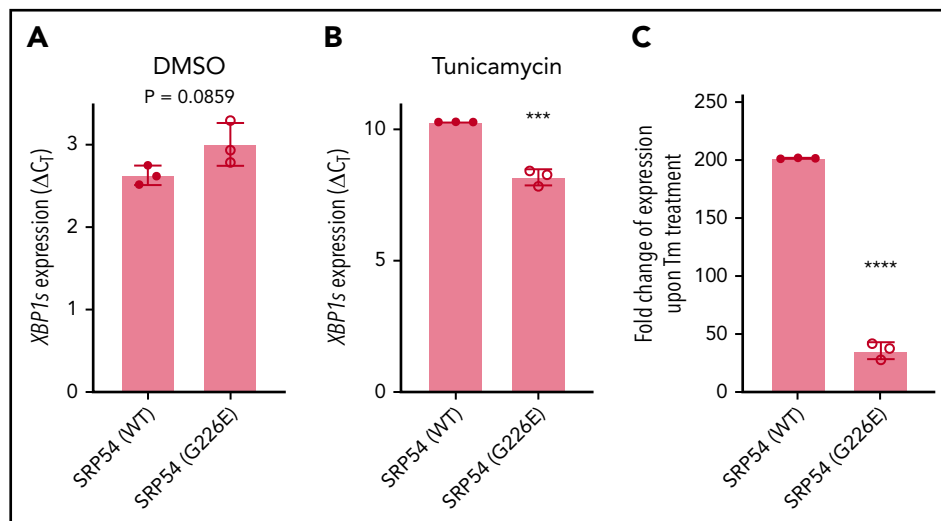 A
DMSO
P = 0.0859
XBP1s expression (ΔCT)
3
2
1
0
SRP54 (WT)
SRP54 (G226E)
B
Tunicamycin
***
XBP1s expression (ΔCT)
10
5
0
SRP54 (WT)
SRP54 (G226E)
C
Fold change of expression
upon Tm treatment
250
200
150
100
50
0
****
SRP54 (WT)
SRP54 (G226E)